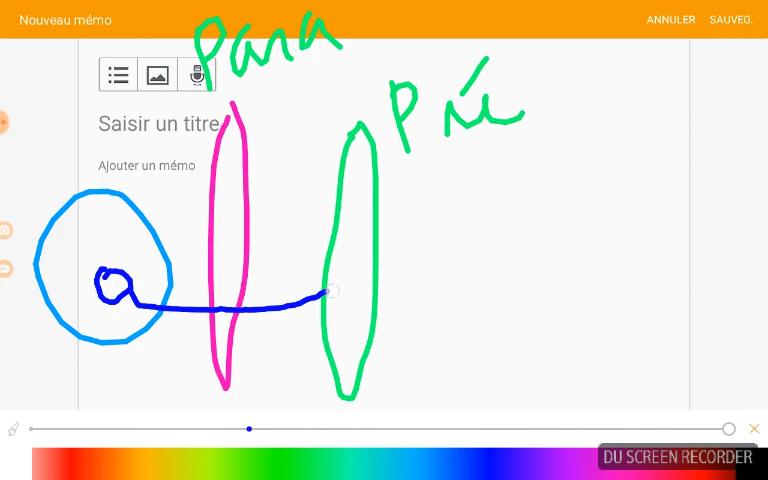 Nouveau mémo
ANNULER SAUVEG.
Para
Pré
Saisir un titre
Ajouter un mémo
DU SCREEN RECORDER